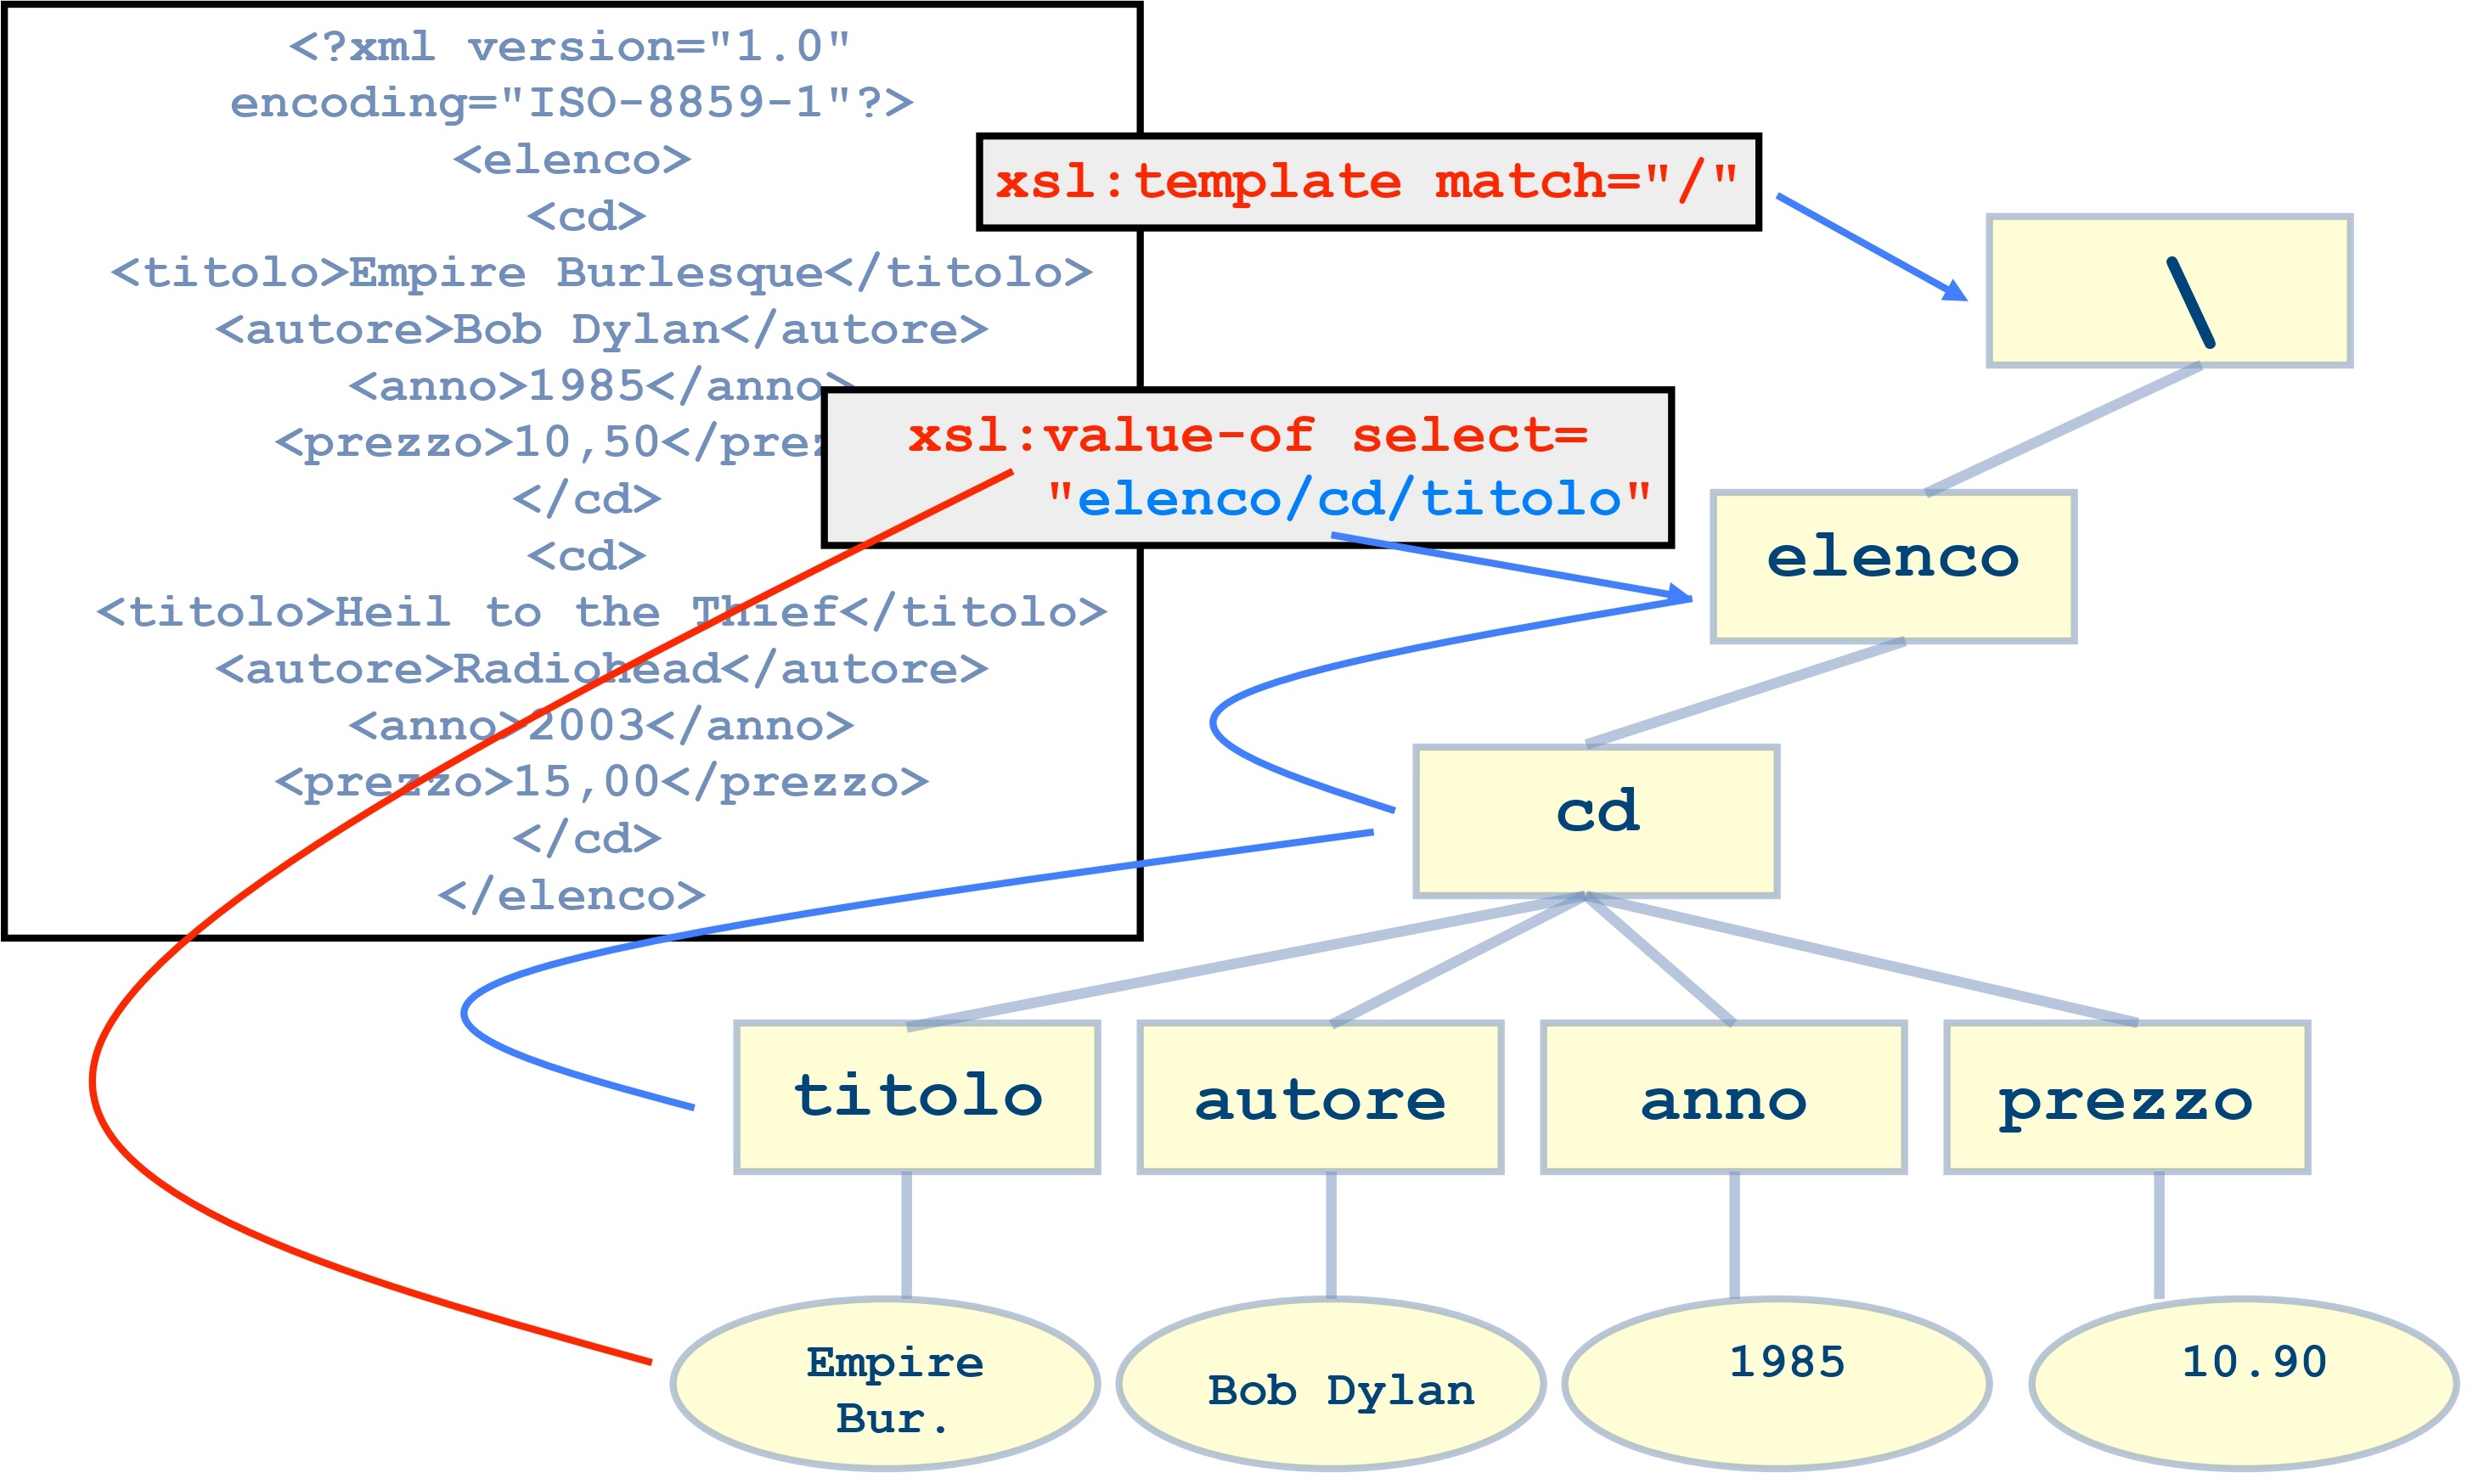 <?xml version="1.0"
encoding="ISO-8859-1"?>
<elenco>
<cd>
<titolo>Empire Burlesque</titolo>
<autore>Bob Dylan</autore>
<anno>1985</anno>
<prezzo>10,50</prez
</cd>
<cd>
<titolo>Heil to the Thief</titolo>
<autore>Radiohead</autore>
<anno>2003</anno>
<prezzo>15,00</prezzo>
</cd>
</elenco>
xsl:template match="/"
xsl:value-of select=
"elenco/cd/titolo"
\
elenco
cd
titolo
autore
anno
prezzo
Empire
Bur.
Bob Dylan
1985
10.90